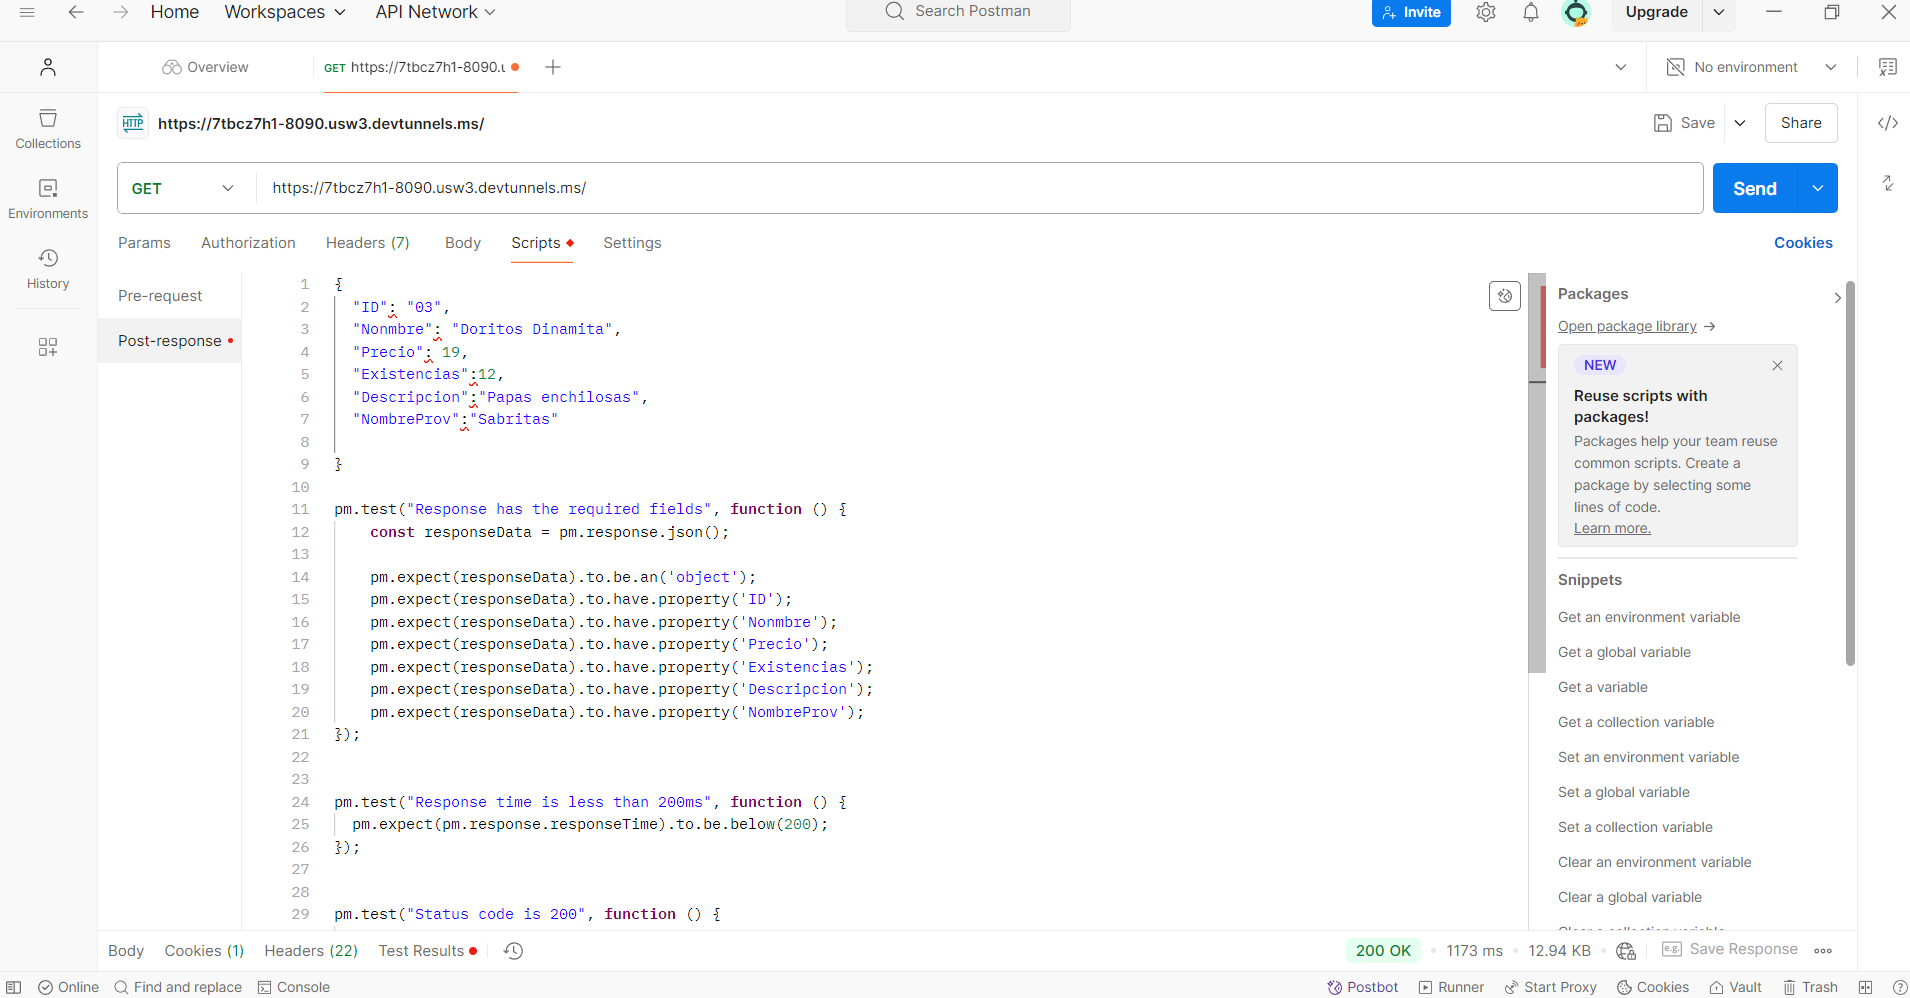 Home Workspaces API Network Search Postman Invite Upgrade
Overview GET https://7tbcz7h1-8090.u No environment
HTTP https://7tbcz7h1-8090.usw3.devtunnels.ms/ Save Share
GET https://7tbcz7h1-8090.usw3.devtunnels.ms/ Send
Params Authorization Headers (7) Body Scripts Settings Cookies
Collections
Environments
History
Pre-request
Post-response
1 {
2 "ID": "03",
3 "Nonmbre": "Doritos Dinamita",
4 "Precio": 19,
5 "Existencias":12,
6 "Descripcion":"Papas enchilosas",
7 "NombreProv":"Sabritas"
8
9 }
10
11 pm.test("Response has the required fields", function () {
12 const responseData = pm.response.json();
13
14 pm.expect(responseData).to.be.an('object');
15 pm.expect(responseData).to.have.property('ID');
16 pm.expect(responseData).to.have.property('Nonmbre');
17 pm.expect(responseData).to.have.property('Precio');
18 pm.expect(responseData).to.have.property('Existencias');
19 pm.expect(responseData).to.have.property('Descripcion');
20 pm.expect(responseData).to.have.property('NombreProv');
21 });
22
23
24 pm.test("Response time is less than 200ms", function () {
25 pm.expect(pm.response.responseTime).to.be.below(200);
26 });
27
28
29 pm.test("Status code is 200", function () {
Packages
Open package library →
NEW
Reuse scripts with
packages!
Packages help your team reuse
common scripts. Create a
package by selecting some
lines of code.
Learn more.
Snippets
Get an environment variable
Get a global variable
Get a variable
Get a collection variable
Set an environment variable
Set a global variable
Set a collection variable
Clear an environment variable
Clear a global variable
Clear a collection variable
Body Cookies (1) Headers (22) Test Results 200 OK 1173 ms 12.94 KB e.g. Save Response
Online Find and replace Console Postbot Runner Start Proxy Cookies Vault Trash